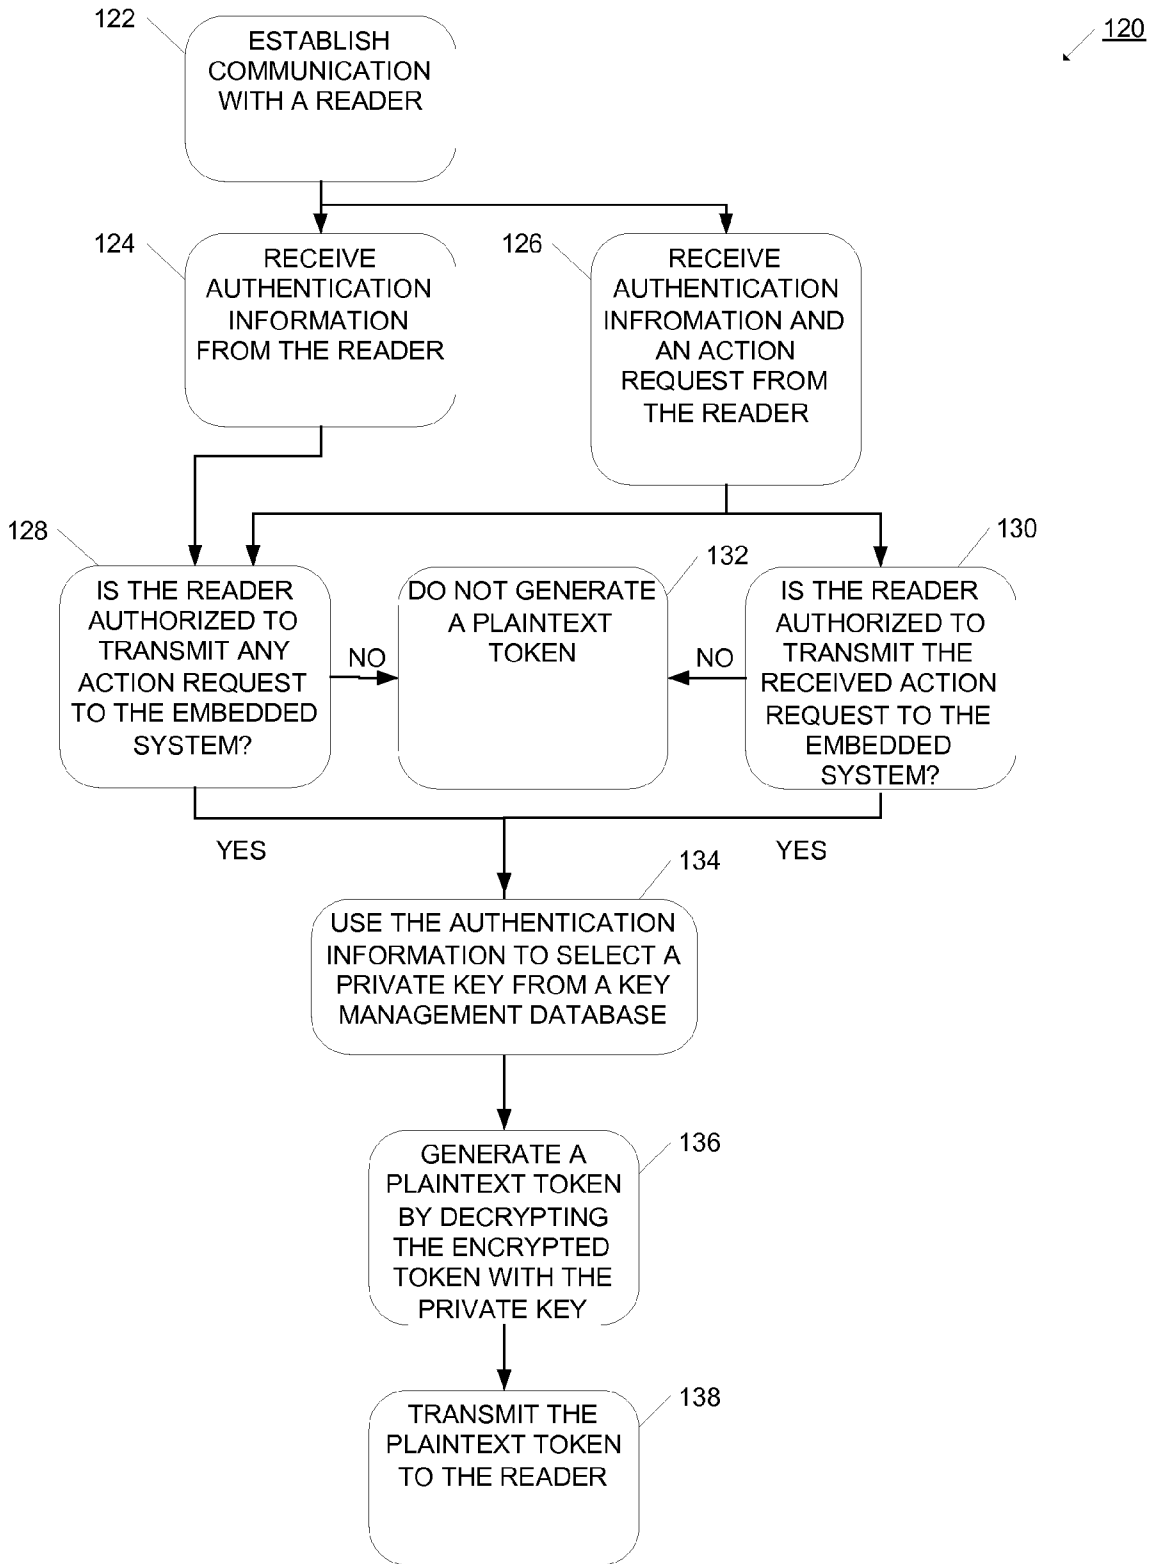 122
120
ESTABLISH
COMMUNICATION
WITH A READER
124
RECEIVE
AUTHENTICATION
INFORMATION
FROM THE READER
126
RECEIVE
AUTHENTICATION
INFROMATION AND
AN ACTION
REQUEST FROM
THE READER
128
IS THE READER
AUTHORIZED TO
TRANSMIT ANY
ACTION REQUEST
TO THE EMBEDDED
SYSTEM?
NO
132
DO NOT GENERATE
A PLAINTEXT
TOKEN
NO
130
IS THE READER
AUTHORIZED TO
TRANSMIT THE
RECEIVED ACTION
REQUEST TO THE
EMBEDDED
SYSTEM?
YES
YES
134
USE THE AUTHENTICATION
INFORMATION TO SELECT A
PRIVATE KEY FROM A KEY
MANAGEMENT DATABASE
136
GENERATE A
PLAINTEXT TOKEN
BY DECRYPTING
THE ENCRYPTED
TOKEN WITH THE
PRIVATE KEY
138
TRANSMIT THE
PLAINTEXT TOKEN
TO THE READER